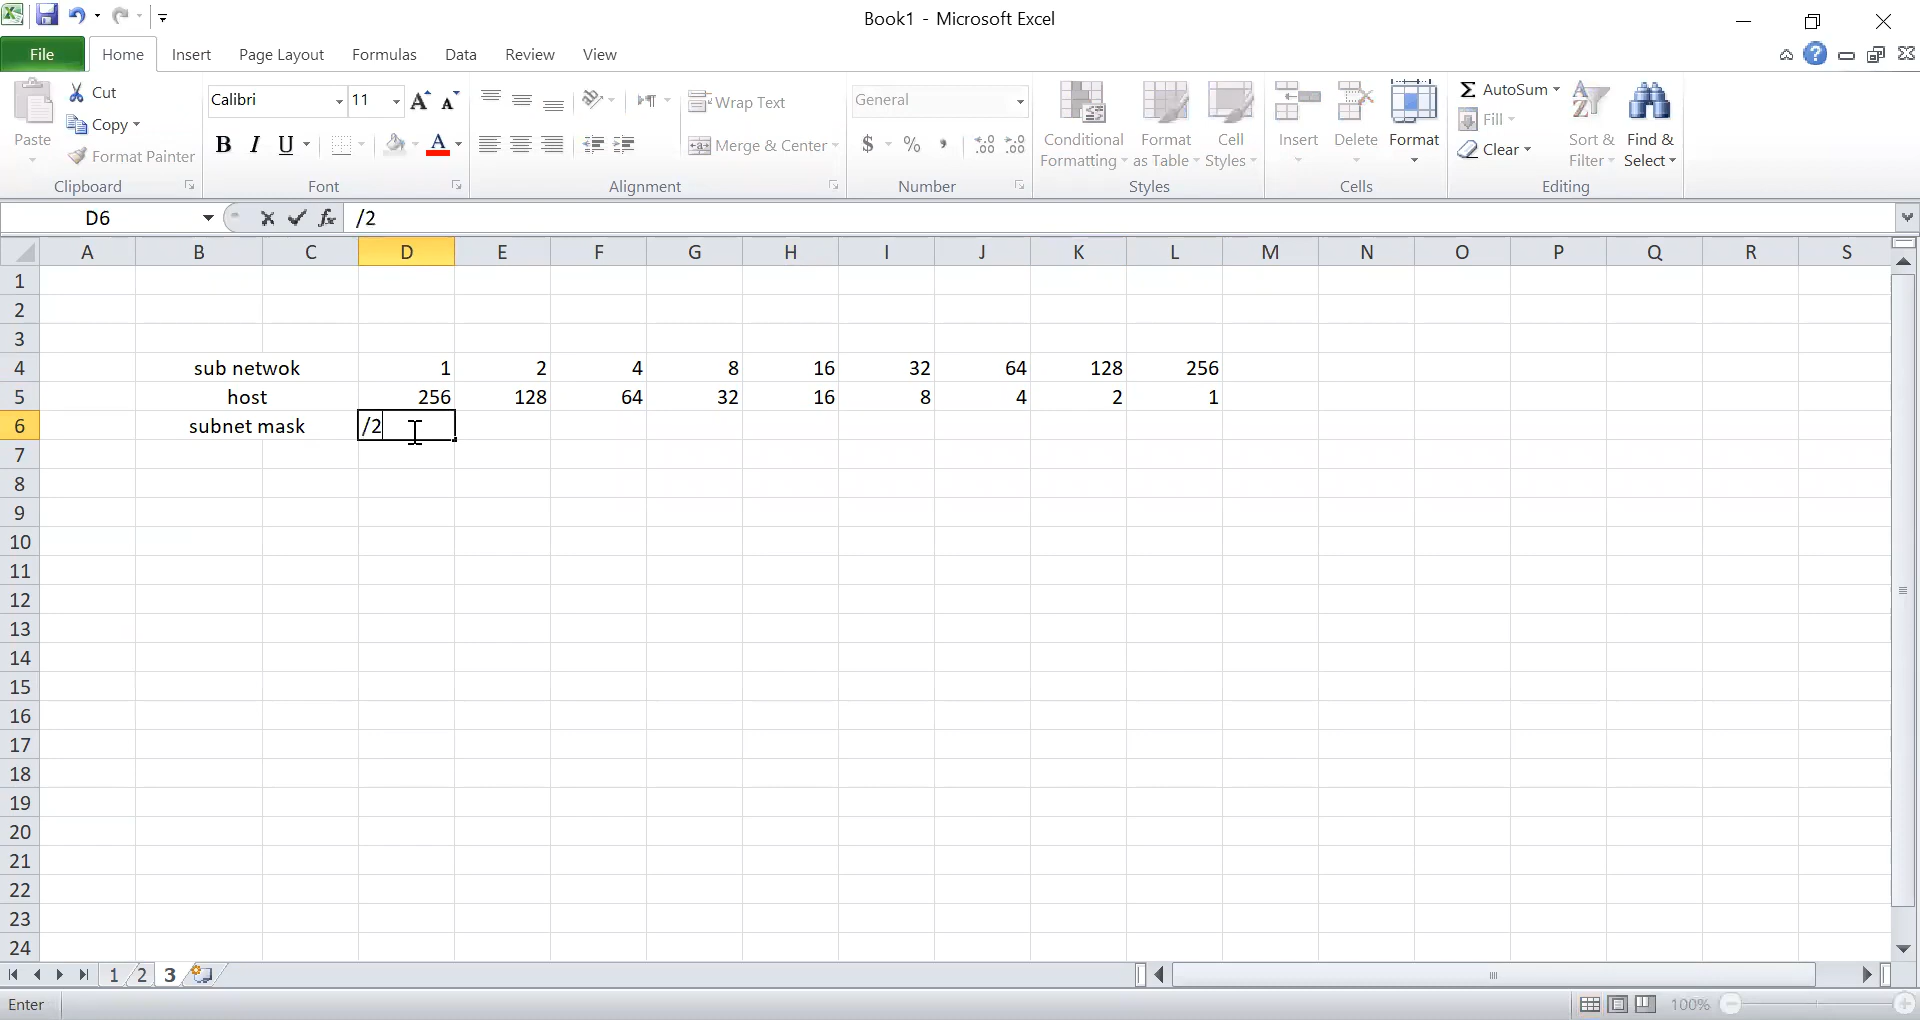 Book1 - Microsoft Excel
File Home Insert Page Layout Formulas Data Review View
Paste
Cut
Copy
Format Painter
Clipboard
Calibri 11
B I U A
Font
Wrap Text
Merge & Center
Alignment
General
$ % ,
Number
Conditional Formatting
Format as Table
Cell Styles
Styles
Insert Delete Format
Cells
Σ AutoSum
Fill
Clear
Sort & Filter
Find & Select
Editing
D6 fx /2
A B C D E F G H I J K L M N O P Q R S
1
2
3
4 sub netwok 1 2 4 8 16 32 64 128 256
5 host 256 128 64 32 16 8 4 2 1
6 subnet mask /2
7
8
9
10
11
12
13
14
15
16
17
18
19
20
21
22
23
24
1 2 3
Enter 100%